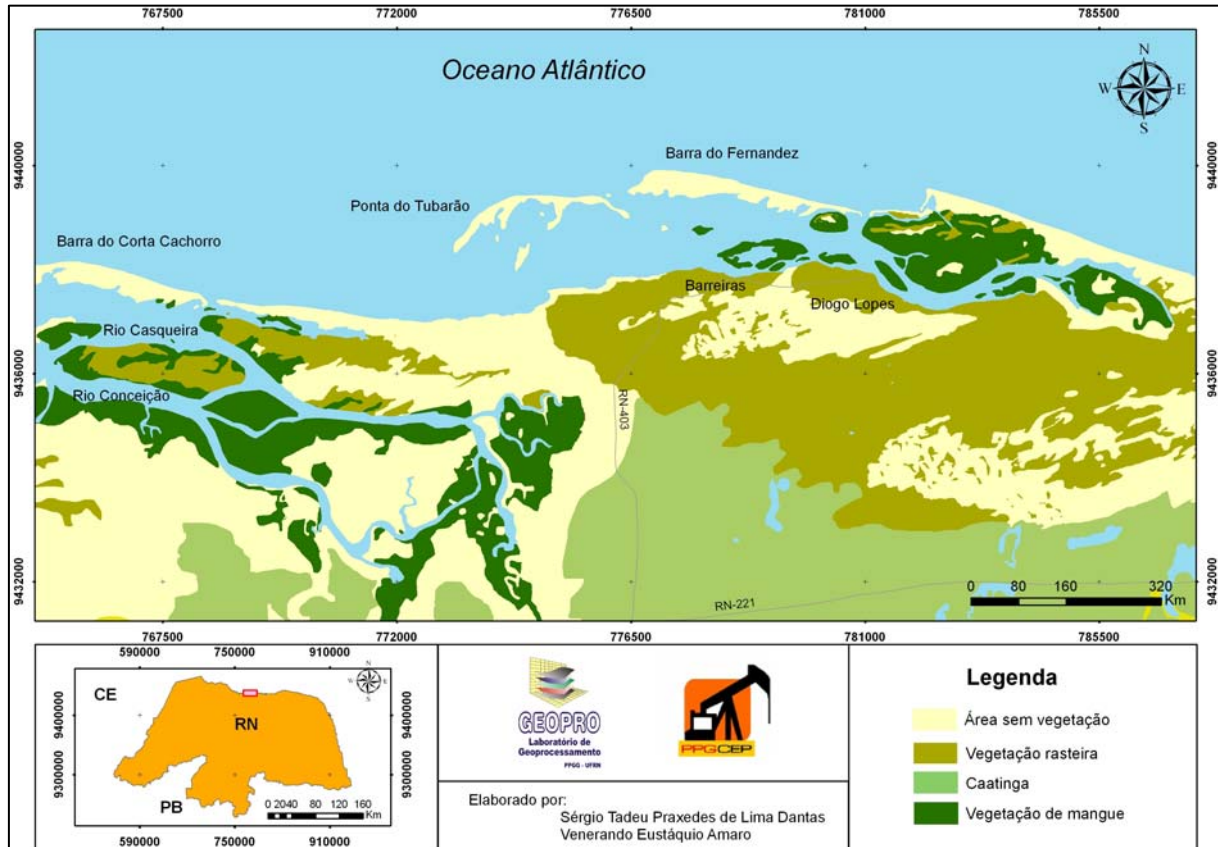 767500 772000 776500 781000 785500
Oceano Atlântico
N
W E
S
9440000 9440000
Barra do Fernandez
Ponta do Tubarão
Barra do Corta Cachorro
Barreiras
Diogo Lopes
Rio Casqueira
9436000 9436000
Rio Conceição
RN-403
9432000 9432000
0 80 160 320
Km
RN-221
767500 772000 776500 781000 785500
590000 750000 910000
N
W E
S
CE
RN
PB
9400000 9400000
9300000 9300000
0 20 40 80 120 160
Km
590000 750000 910000
GEOPRO
Laboratório de
Geoprocessamento
PPGG - UFRN
PPGCEP
Elaborado por:
Sérgio Tadeu Praxedes de Lima Dantas
Venerando Eustáquio Amaro
Legenda
Área sem vegetação
Vegetação rasteira
Caatinga
Vegetação de mangue